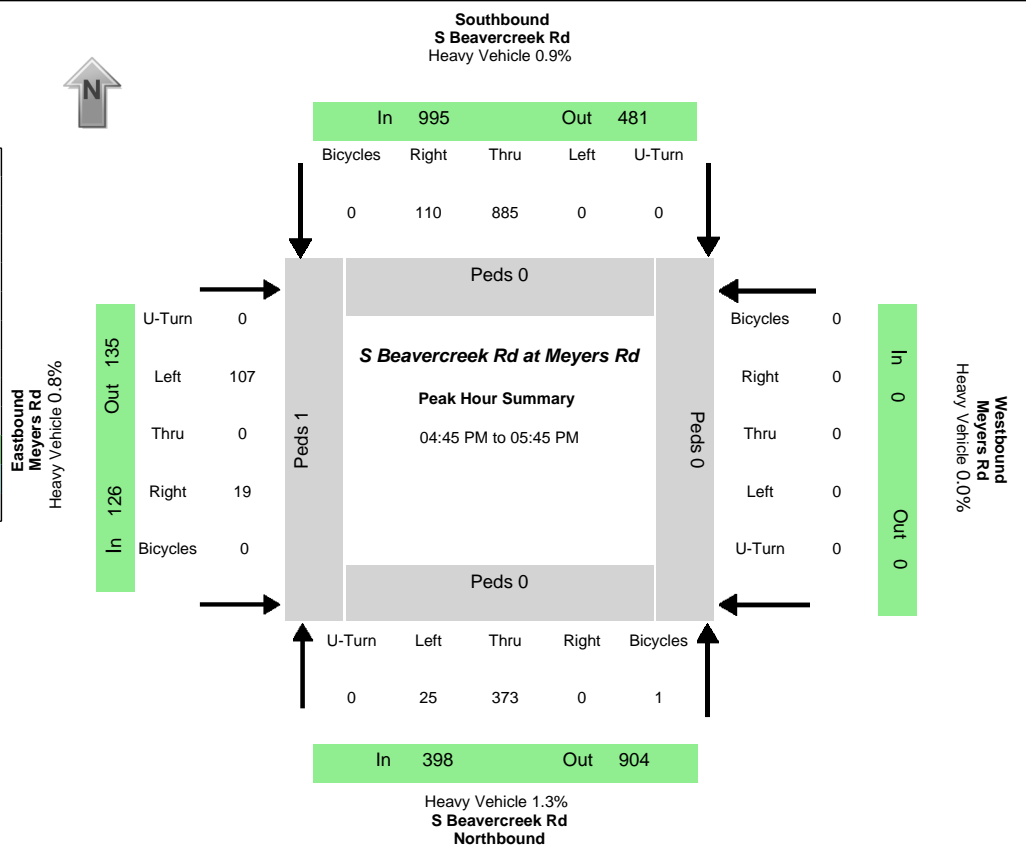 Southbound
S Beavercreek Rd
Heavy Vehicle 0.9%
N
In 995 Out 481
Bicycles Right Thru Left U-Turn
0 110 885 0 0
Peds 0
Eastbound
Meyers Rd
Heavy Vehicle 0.8%
Out 135
In 126
U-Turn 0
Left 107
Thru 0
Right 19
Bicycles 0
Peds 1
S Beavercreek Rd at Meyers Rd
Peak Hour Summary
04:45 PM to 05:45 PM
Peds 0
Bicycles 0
Right 0
Thru 0
Left 0
U-Turn 0
In 0
Out 0
Westbound
Meyers Rd
Heavy Vehicle 0.0%
Peds 0
U-Turn Left Thru Right Bicycles
0 25 373 0 1
In 398 Out 904
Heavy Vehicle 1.3%
S Beavercreek Rd
Northbound